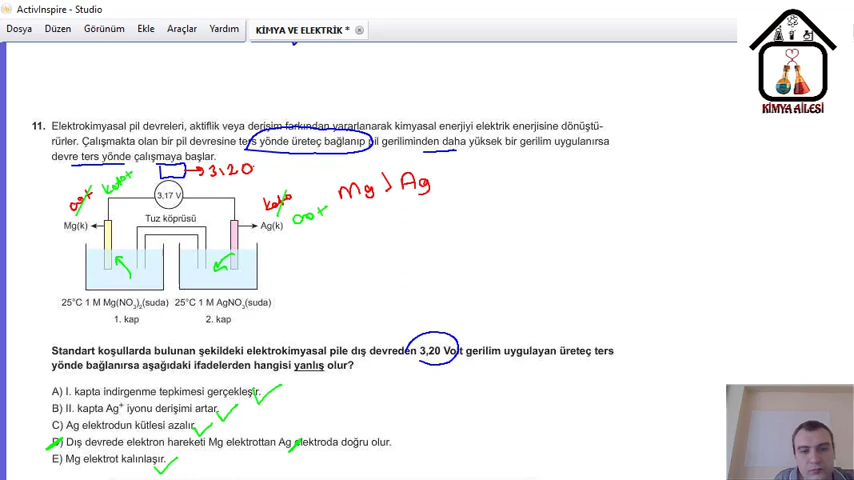 ActivInspire - Studio
Dosya Düzen Görünüm Ekle Araçlar Yardım KİMYA VE ELEKTRİK *
KİMYA AİLESİ
11. Elektrokimyasal pil devreleri, aktiflik veya derişim farkından yararlanarak kimyasal enerjiyi elektrik enerjisine dönüştü-
rürler. Çalışmakta olan bir pil devresine ters yönde üreteç bağlanıp pil geriliminden daha yüksek bir gerilim uygulanırsa
devre ters yönde çalışmaya başlar.
3,20
Mg > Ag
3,17 V
Tuz köprüsü
Mg(k)
Ag(k)
25°C 1 M Mg(NO3)2(suda) 25°C 1 M AgNO3(suda)
1. kap 2. kap
Standart koşullarda bulunan şekildeki elektrokimyasal pile dış devreden 3,20 Volt gerilim uygulayan üreteç ters
yönde bağlanırsa aşağıdaki ifadelerden hangisi yanlış olur?
A) I. kapta indirgenme tepkimesi gerçekleşir.
B) II. kapta Ag+ iyonu derişimi artar.
C) Ag elektrodun kütlesi azalır.
D) Dış devrede elektron hareketi Mg elektrottan Ag elektroda doğru olur.
E) Mg elektrot kalınlaşır.